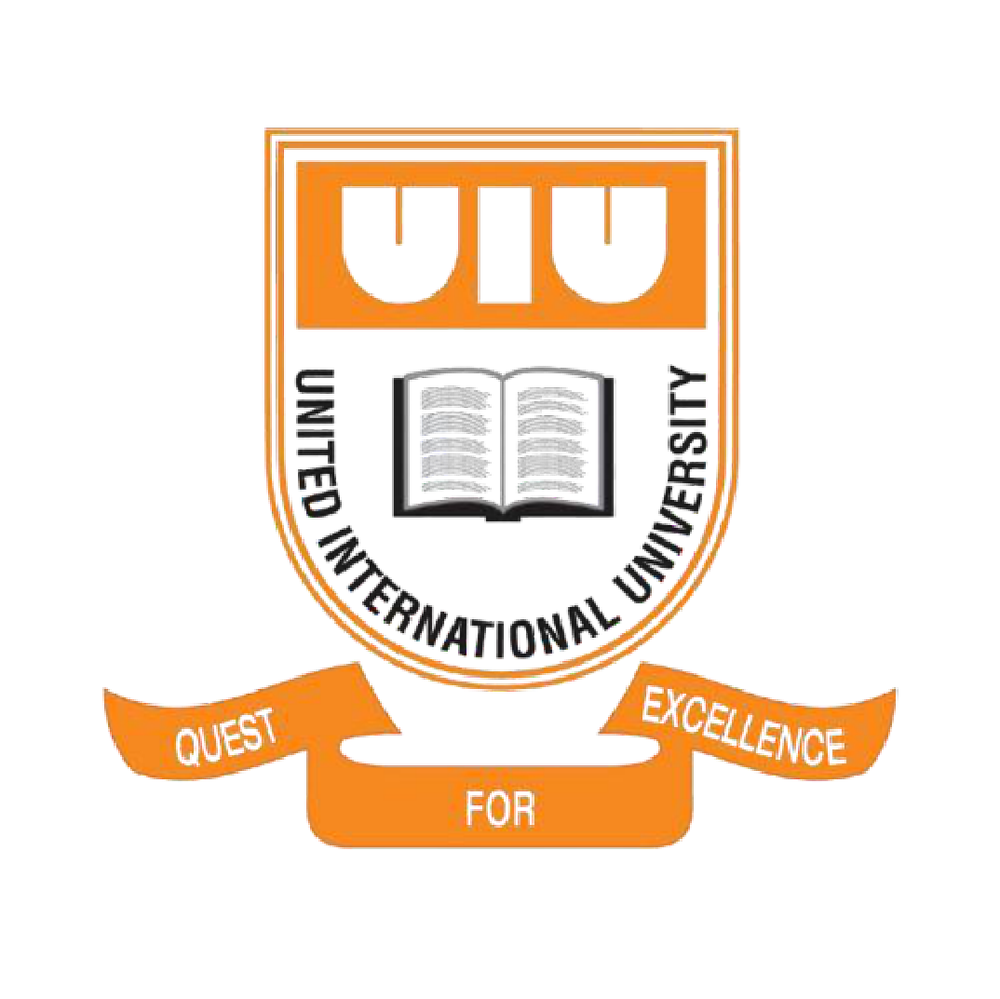 UIU
UNITED INTERNATIONAL UNIVERSITY
QUEST
FOR
EXCELLENCE